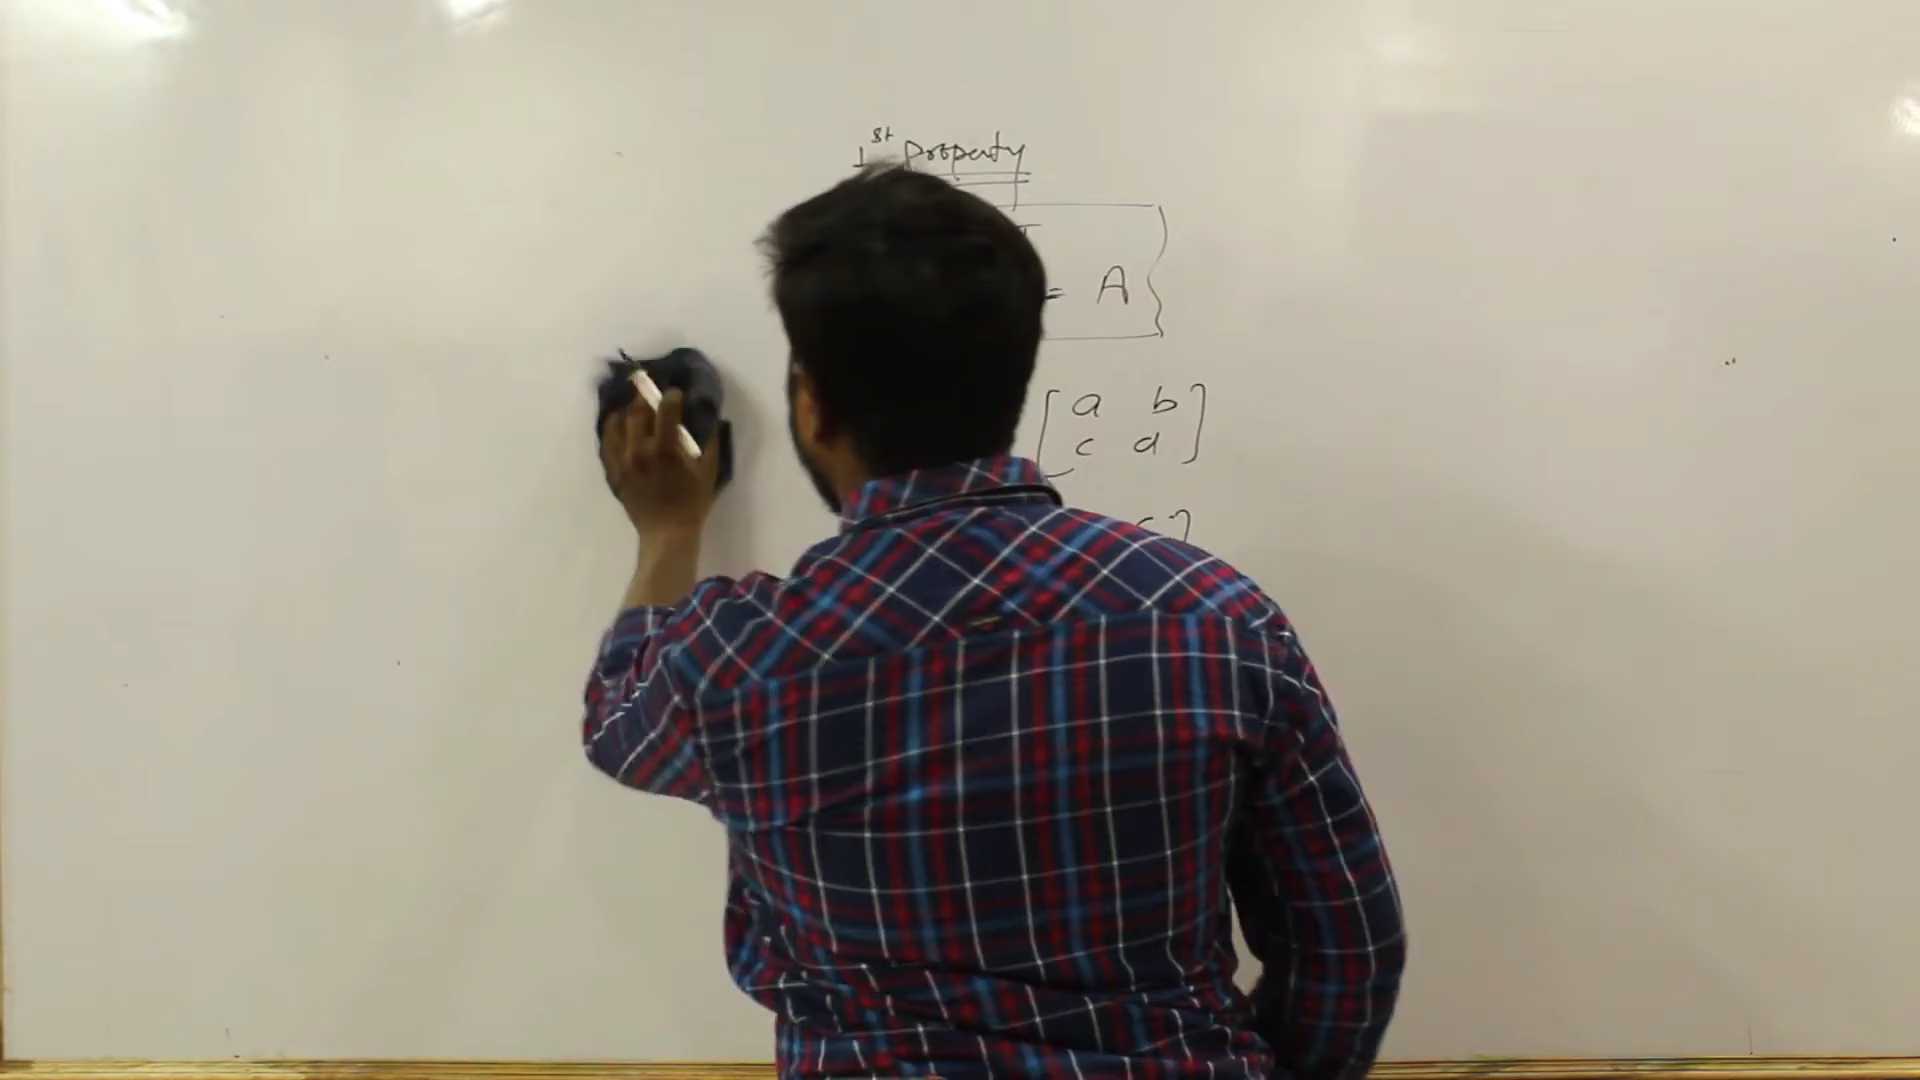 1st property
T
= A
[a b]
[c d]
c]